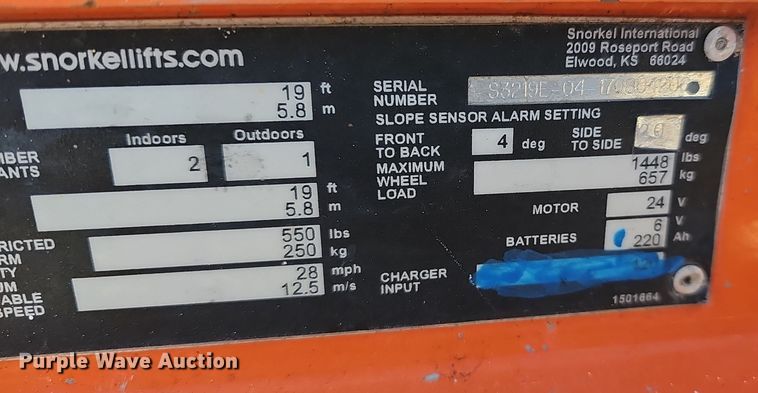 w.snorkellifts.com
Snorkel International
2009 Roseport Road
Elwood, KS 66024
19 ft
5.8 m
SERIAL
NUMBER
SLOPE SENSOR ALARM SETTING
Indoors Outdoors
MBER
ANTS 2 1
FRONT
TO BACK 4 deg
SIDE
TO SIDE deg
MAXIMUM
WHEEL
LOAD
1448 lbs
657 kg
19 ft
5.8 m
MOTOR 24 V
BATTERIES
6 V
220 Ah
RICTED
RM
TY
550 lbs
250 kg
UM
ABLE
SPEED
28 mph
12.5 m/s
CHARGER
INPUT
1501664
Purple Wave Auction